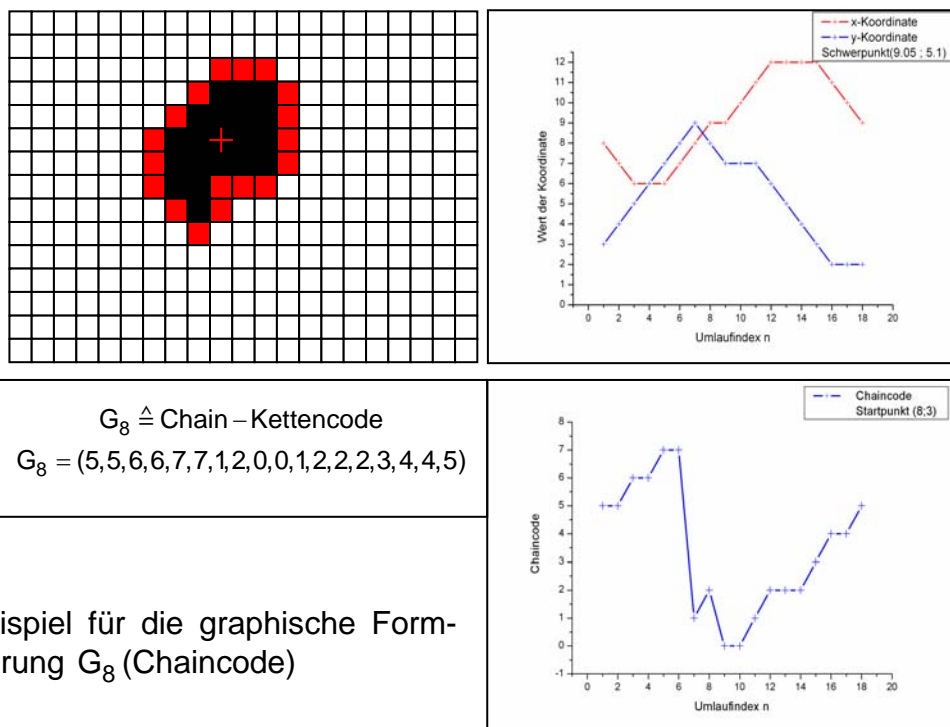 x-Koordinate
y-Koordinate
Schwerpunkt(9.05 ; 5.1)
12
11
10
9
8
7
6
5
4
3
2
1
0
Wert der Koordinate
0 2 4 6 8 10 12 14 16 18 20
Umlaufindex n
G₈ ≙ Chain – Kettencode
G₈ = (5,5,6,6,7,7,1,2,0,0,1,2,2,2,3,4,4,5)
Chaincode
Startpunkt (8;3)
8
7
6
5
4
3
2
1
0
-1
Chaincode
0 2 4 6 8 10 12 14 16 18 20
Umlaufindex n
ispiel für die graphische Form-
rung G₈ (Chaincode)